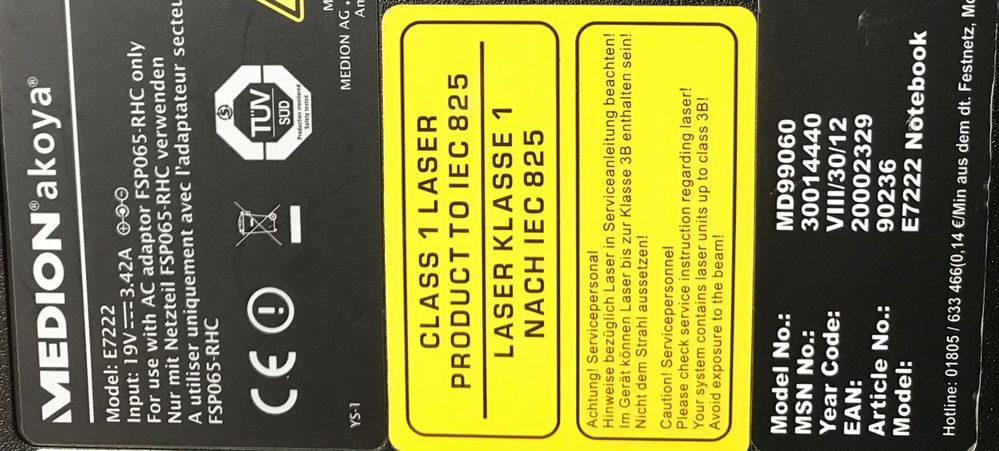 MEDION® akoya®
Model: E7222
Input: 19V⎓3.42A
For use with AC adaptor FSP065-RHC only
Nur mit Netzteil FSP065-RHC verwenden
A utiliser uniquement avec l'adaptateur secteu
FSP065-RHC
CE
TÜV
SÜD
Production monitored
Safety tested
YS-1
MEDION AG,
CLASS 1 LASER
PRODUCT TO IEC 825
LASER KLASSE 1
NACH IEC 825
Achtung! Servicepersonal
Hinweise bezüglich Laser in Serviceanleitung beachten!
Im Gerät können Laser bis zur Klasse 3B enthalten sein!
Nicht dem Strahl aussetzen!
Caution! Servicepersonnel
Please check service instruction regarding laser!
Your system contains laser units up to class 3B!
Avoid exposure to the beam!
Model No.: MD99060
MSN No.: 30014440
Year Code: VIII/30/12
EAN: 20002329
Article No.: 90236
Model: E7222 Notebook
Hotline: 01805 / 633 466(0,14 €/Min aus dem dt. Festnetz, Mo